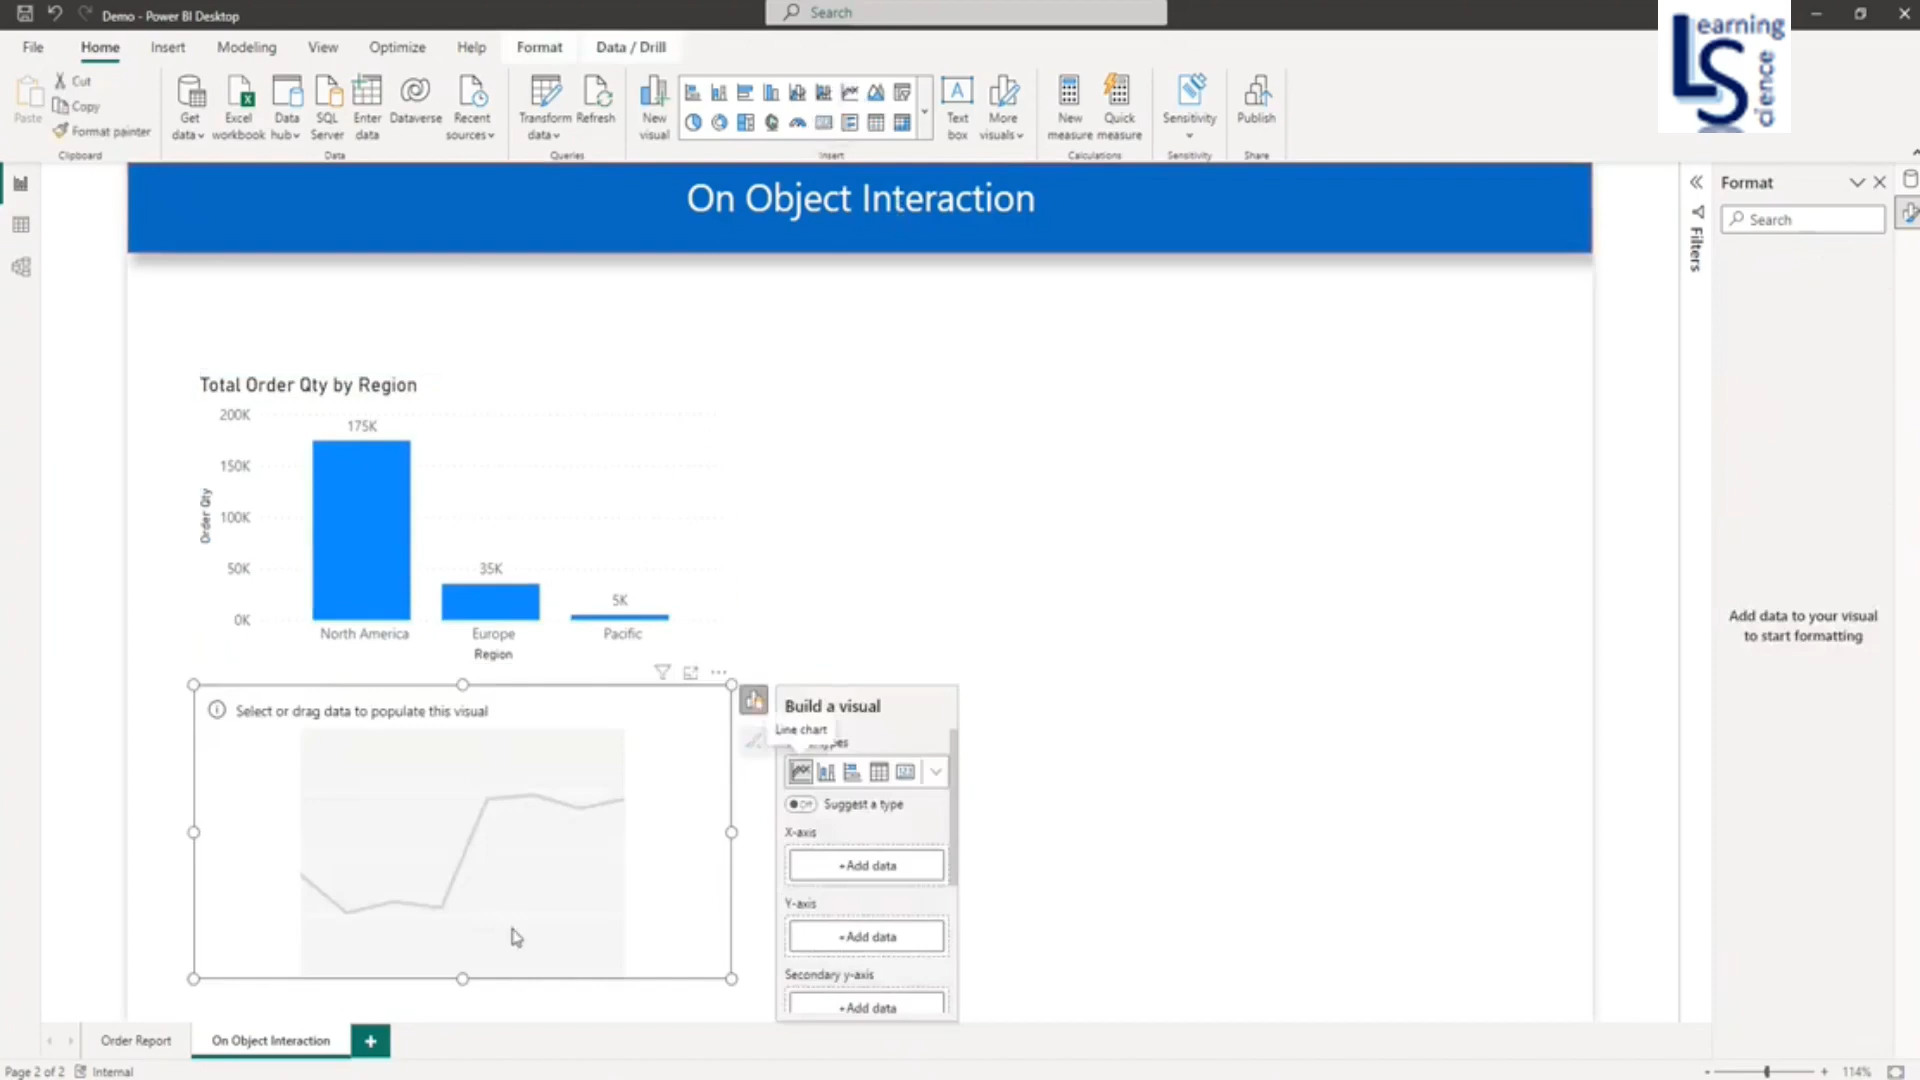 Demo - Power BI Desktop
Search
Learning
Sdience
File Home Insert Modeling View Optimize Help Format Data / Drill
Paste
Cut
Copy
Format painter
Clipboard
Get data
Excel workbook
Data hub
SQL Server
Enter data
Dataverse
Recent sources
Data
Transform data
Refresh
Queries
New visual
Text box
More visuals
Insert
New measure
Quick measure
Calculations
Sensitivity
Sensitivity
Publish
Share
On Object Interaction
Total Order Qty by Region
200K
150K
100K
50K
0K
Order Qty
175K
35K
5K
North America Europe Pacific
Region
Select or drag data to populate this visual
Build a visual
Line chart
Off Suggest a type
X-axis
+Add data
Y-axis
+Add data
Secondary y-axis
+Add data
Filters
Format
Search
Add data to your visual
to start formatting
Order Report On Object Interaction +
Page 2 of 2 Internal
- + 114%